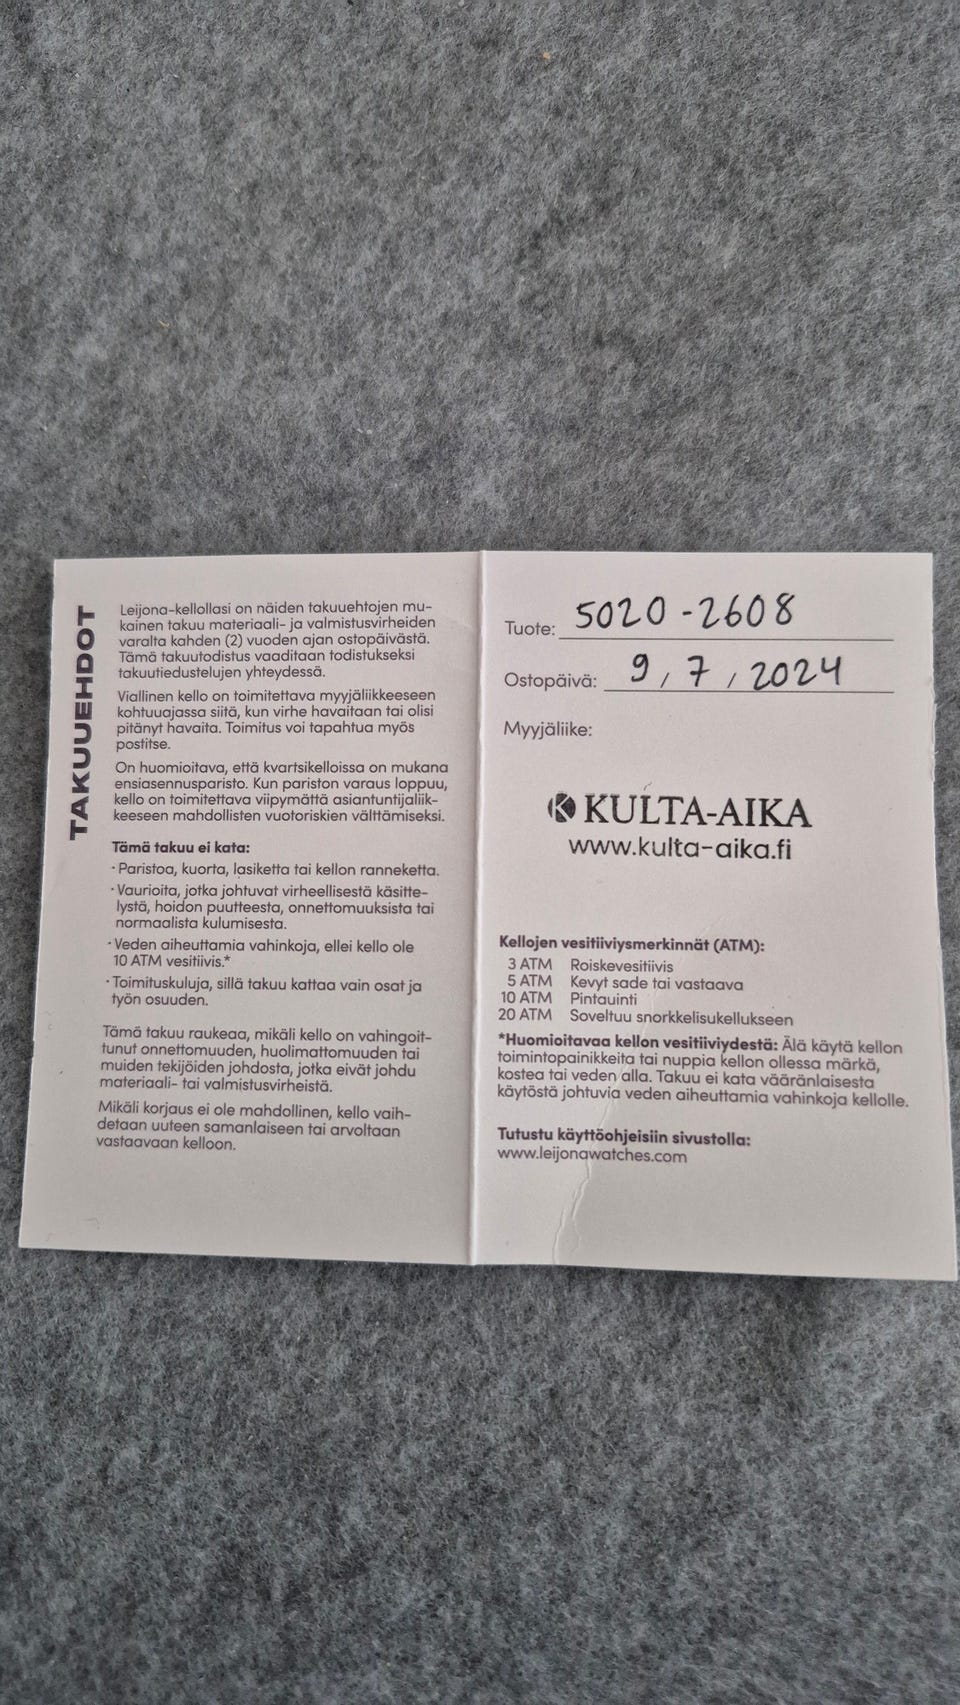 TAKUUEHDOT
Leijona-kellollasi on näiden takuuehtojen mu-
kainen takuu materiaali- ja valmistusvirheiden
varalta kahden (2) vuoden ajan ostopäivästä.
Tämä takuutodistus vaaditaan todistukseksi
takuutiedustelujen yhteydessä.
Viallinen kello on toimitettava myyjäliikkeeseen
kohtuuajassa siitä, kun virhe havaitaan tai olisi
pitänyt havaita. Toimitus voi tapahtua myös
postitse.
On huomioitava, että kvartsikelloissa on mukana
ensiasennusparisto. Kun pariston varaus loppuu,
kello on toimitettava viipymättä asiantuntijaliik-
keeseen mahdollisten vuotoriskien välttämiseksi.
Tämä takuu ei kata:
· Paristoa, kuorta, lasiketta tai kellon ranneketta.
· Vaurioita, jotka johtuvat virheellisestä käsitte-
lystä, hoidon puutteesta, onnettomuuksista tai
normaalista kulumisesta.
· Veden aiheuttamia vahinkoja, ellei kello ole
10 ATM vesitiivis.*
· Toimituskuluja, sillä takuu kattaa vain osat ja
työn osuuden.
Tämä takuu raukeaa, mikäli kello on vahingoit-
tunut onnettomuuden, huolimattomuuden tai
muiden tekijöiden johdosta, jotka eivät johdu
materiaali- tai valmistusvirheistä.
Mikäli korjaus ei ole mahdollinen, kello vaih-
detaan uuteen samanlaiseen tai arvoltaan
vastaavaan kelloon.
Tuote: 5020-2608
Ostopäivä: 9 / 7 / 2024
Myyjäliike:
KULTA-AIKA
www.kulta-aika.fi
Kellojen vesitiiviysmerkinnät (ATM):
3 ATM Roiskevesitiivis
5 ATM Kevyt sade tai vastaava
10 ATM Pintauinti
20 ATM Soveltuu snorkkelisukellukseen
*Huomioitavaa kellon vesitiiviydestä: Älä käytä kellon
toimintopainikkeita tai nuppia kellon ollessa märkä,
kostea tai veden alla. Takuu ei kata vääränlaisesta
käytöstä johtuvia veden aiheuttamia vahinkoja kellolle.
Tutustu käyttöohjeisiin sivustolla:
www.leijonawatches.com